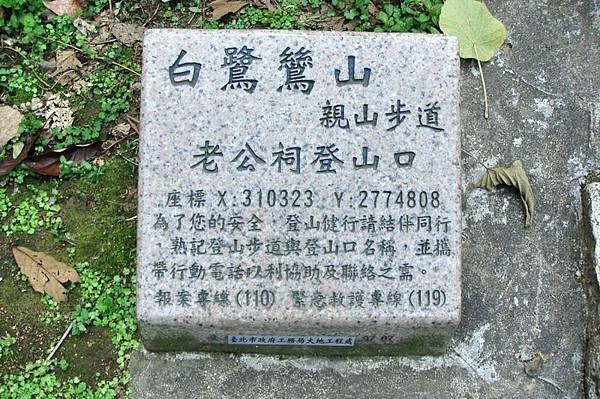 白鷺鷥山
親山步道
老公祠登山口
座標 X:310323 Y:2774808
為了您的安全，登山健行請結伴同行
，熟記登山步道與登山口名稱，並攜
帶行動電話以利協助及聯絡之需。
報案專線(110) 緊急救護專線(119)
臺北市政府工務局大地工程處